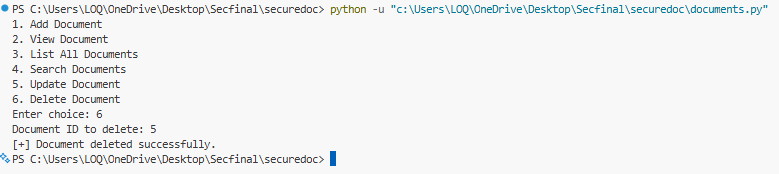 PS C:\Users\LOQ\OneDrive\Desktop\Secfinal\securedoc> python -u "c:\Users\LOQ\OneDrive\Desktop\Secfinal\securedoc\documents.py"
1. Add Document
2. View Document
3. List All Documents
4. Search Documents
5. Update Document
6. Delete Document
Enter choice: 6
Document ID to delete: 5
[+] Document deleted successfully.
PS C:\Users\LOQ\OneDrive\Desktop\Secfinal\securedoc>